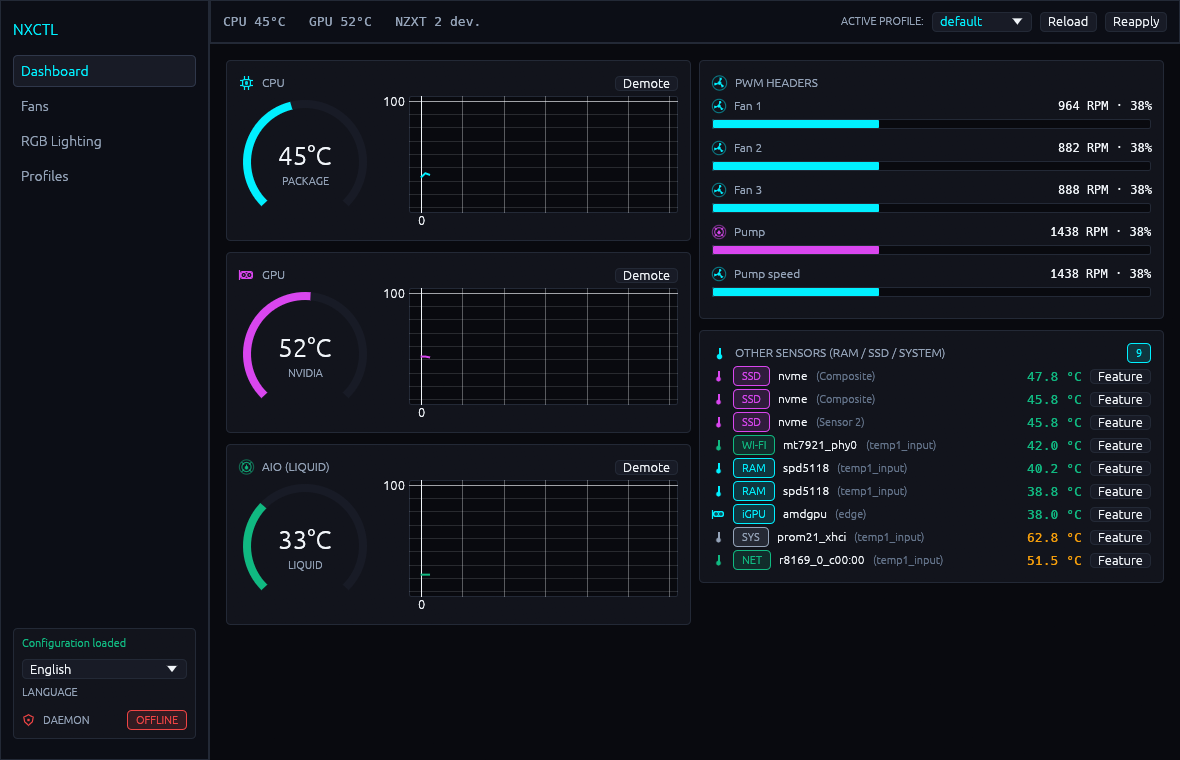 NXCTL
Dashboard
Fans
RGB Lighting
Profiles
Configuration loaded
English
LANGUAGE
DAEMON OFFLINE
CPU 45°C GPU 52°C NZXT 2 dev. ACTIVE PROFILE: default Reload Reapply
CPU Demote
100
45°C
PACKAGE
0
GPU Demote
100
52°C
NVIDIA
0
AIO (LIQUID) Demote
100
33°C
LIQUID
0
PWM HEADERS
Fan 1 964 RPM · 38%
Fan 2 882 RPM · 38%
Fan 3 888 RPM · 38%
Pump 1438 RPM · 38%
Pump speed 1438 RPM · 38%
OTHER SENSORS (RAM / SSD / SYSTEM) 9
SSD nvme (Composite) 47.8 °C Feature
SSD nvme (Composite) 45.8 °C Feature
SSD nvme (Sensor 2) 45.8 °C Feature
WI-FI mt7921_phy0 (temp1_input) 42.0 °C Feature
RAM spd5118 (temp1_input) 40.2 °C Feature
RAM spd5118 (temp1_input) 38.8 °C Feature
iGPU amdgpu (edge) 38.0 °C Feature
SYS prom21_xhci (temp1_input) 62.8 °C Feature
NET r8169_0_c00:00 (temp1_input) 51.5 °C Feature